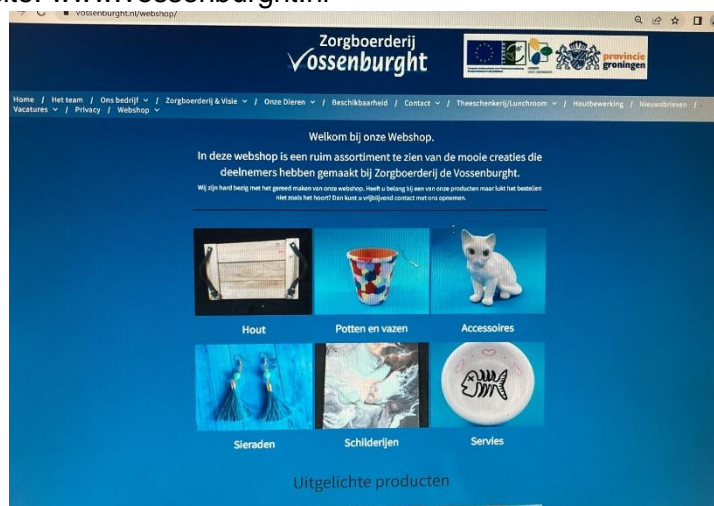 vossenburght.nl/webshop/
Zorgboerderij
Vossenburght
provincie
groningen
Home / Het team / Ons bedrijf / Zorgboerderij & Visie / Onze Dieren / Beschikbaarheid / Contact / Theeschenkerij/Lunchroom / Houtbewerking / Nieuwsbrieven /
Vacatures / Privacy / Webshop
Welkom bij onze Webshop.
In deze webshop is een ruim assortiment te zien van de mooie creaties die
deelnemers hebben gemaakt bij Zorgboerderij de Vossenburght.
Wij zijn hard bezig met het gereed maken van onze webshop. Heeft u belang bij een van onze producten maar lukt het bestellen
niet zoals het hoort? Dan kunt u vrijblijvend contact met ons opnemen.
Hout
Potten en vazen
Accessoires
Sieraden
Schilderijen
Servies
Uitgelichte producten